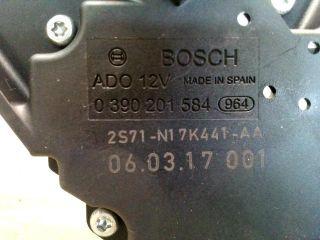 BOSCH
ADO 12V MADE IN SPAIN
0 390 201 584 964
2S71-N17K441-AA
06.03.17 001